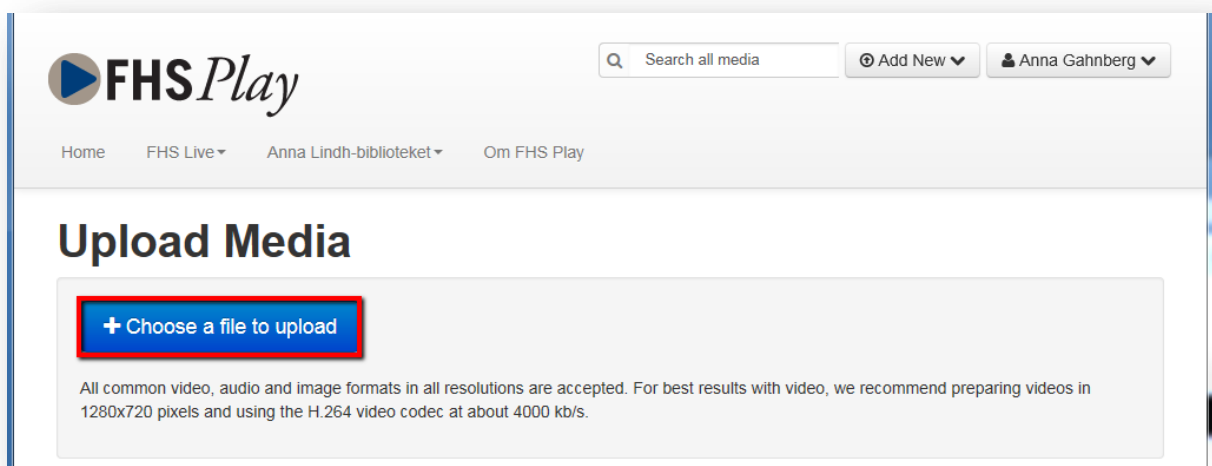 FHS Play
Search all media
Add New
Anna Gahnberg
Home FHS Live Anna Lindh-biblioteket Om FHS Play
Upload Media
+ Choose a file to upload
All common video, audio and image formats in all resolutions are accepted. For best results with video, we recommend preparing videos in
1280x720 pixels and using the H.264 video codec at about 4000 kb/s.